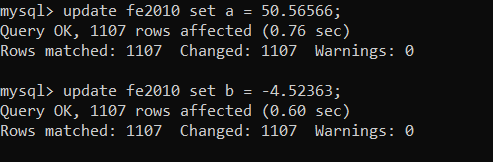 mysql> update fe2010 set a = 50.56566;
Query OK, 1107 rows affected (0.76 sec)
Rows matched: 1107  Changed: 1107  Warnings: 0
mysql> update fe2010 set b = -4.52363;
Query OK, 1107 rows affected (0.60 sec)
Rows matched: 1107  Changed: 1107  Warnings: 0